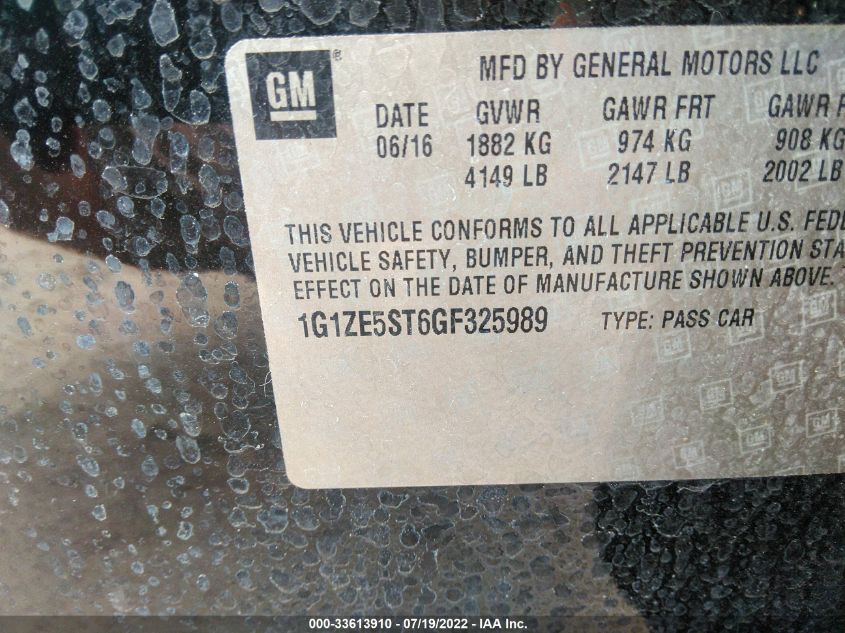 GM®
MFD BY GENERAL MOTORS LLC
DATE GVWR GAWR FRT GAWR
06/16 1882 KG 974 KG 908 KG
4149 LB 2147 LB 2002 LB
THIS VEHICLE CONFORMS TO ALL APPLICABLE U.S.
VEHICLE SAFETY, BUMPER, AND THEFT PREVENTION
EFFECT ON THE DATE OF MANUFACTURE SHOWN ABOVE.
1G1ZE5ST6GF325989 TYPE: PASS CAR
000-33613910 / 07/19/2022 - IAA Inc.